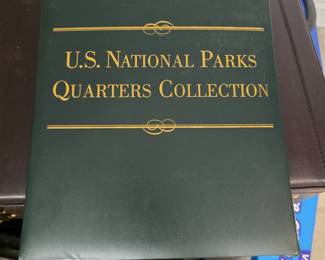 U.S. NATIONAL PARKS
QUARTERS COLLECTION